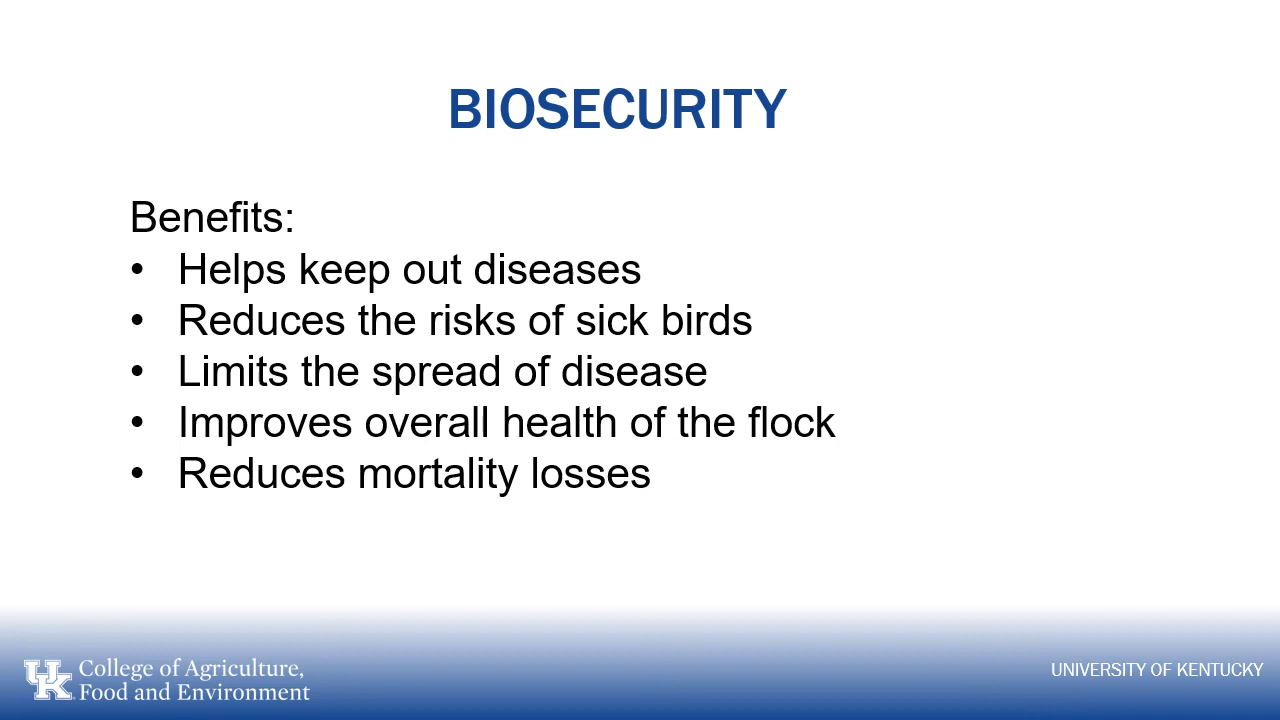 BIOSECURITY
Benefits:
• Helps keep out diseases
• Reduces the risks of sick birds
• Limits the spread of disease
• Improves overall health of the flock
• Reduces mortality losses
UK College of Agriculture,
Food and Environment
UNIVERSITY OF KENTUCKY